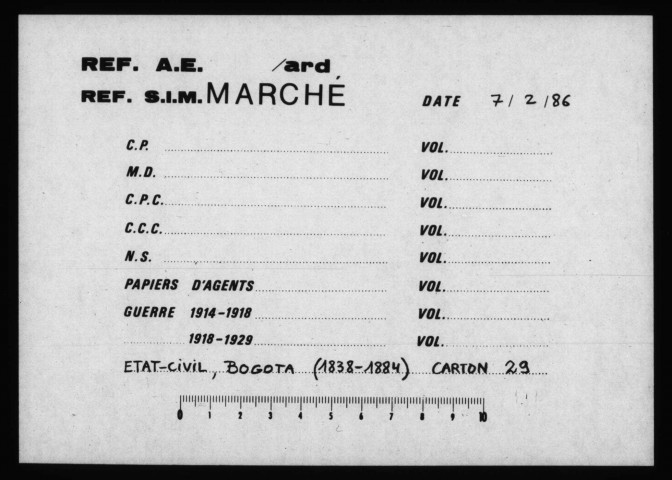 REF. A.E. /ard
REF. S.I.M. MARCHÉ DATE 7/2/86
C.P. VOL.
M.D. VOL.
C.P.C. VOL.
C.C.C. VOL.
N.S. VOL.
PAPIERS D'AGENTS VOL.
GUERRE 1914-1918 VOL.
1918-1929 VOL.
ETAT-CIVIL, BOGOTA (1838-1884) CARTON 29
0 1 2 3 4 5 6 7 8 9 10